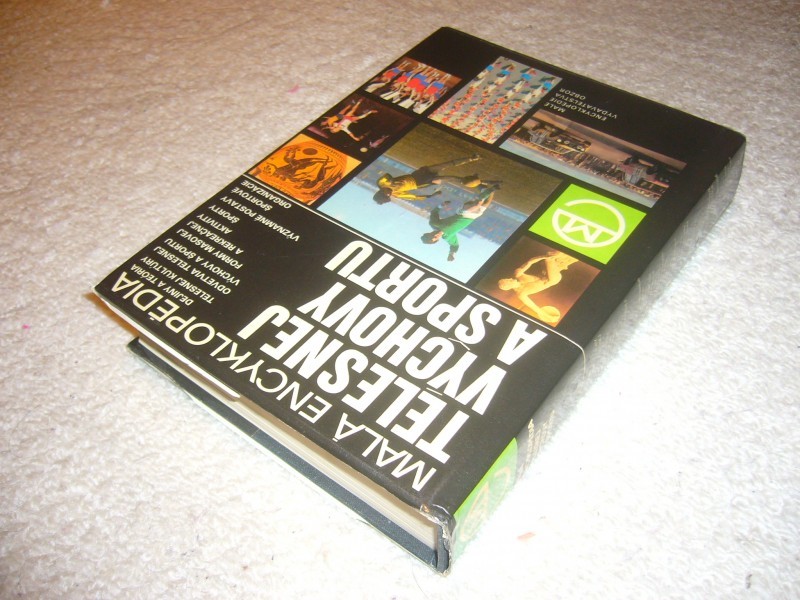 MALÁ ENCYKLOPÉDIA
TELESNEJ
VÝCHOVY
A ŠPORTU
DEJINY A TEÓRIA
TELESNEJ KULTÚRY
ODVETVIA TELESNEJ
VÝCHOVY A ŠPORTU
FORMY MASOVEJ
A REKREAČNEJ
AKTIVITY
ŠPORTY
VÝZNAMNÉ POSTAVY
ŠPORTOVÉ
ORGANIZÁCIE
MALÉ
ENCYKLOPÉDIE
VYDAVATEĽSTVA
OBZOR